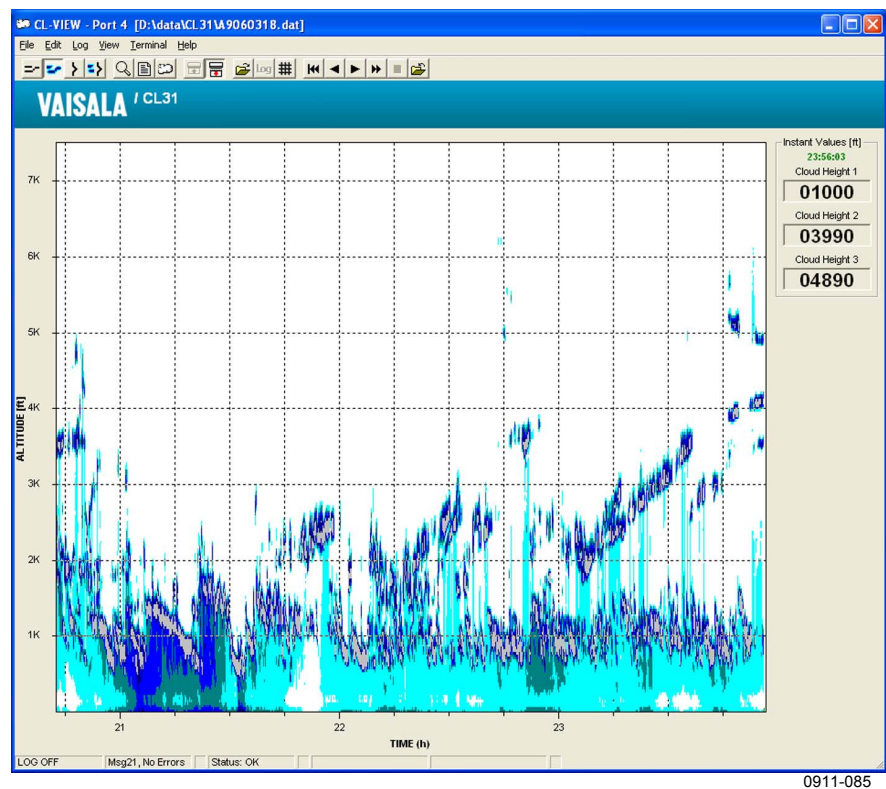 CL-VIEW - Port 4 [D:\data\CL31\A9060318.dat]
File Edit Log View Terminal Help
Log
VAISALA / CL31
Instant Values [ft]
23:56:03
Cloud Height 1
01000
Cloud Height 2
03990
Cloud Height 3
04890
7K
6K
5K
4K
3K
2K
1K
ALTITUDE [ft]
21 22 23
TIME (h)
LOG OFF Msg21, No Errors Status: OK
0911-085